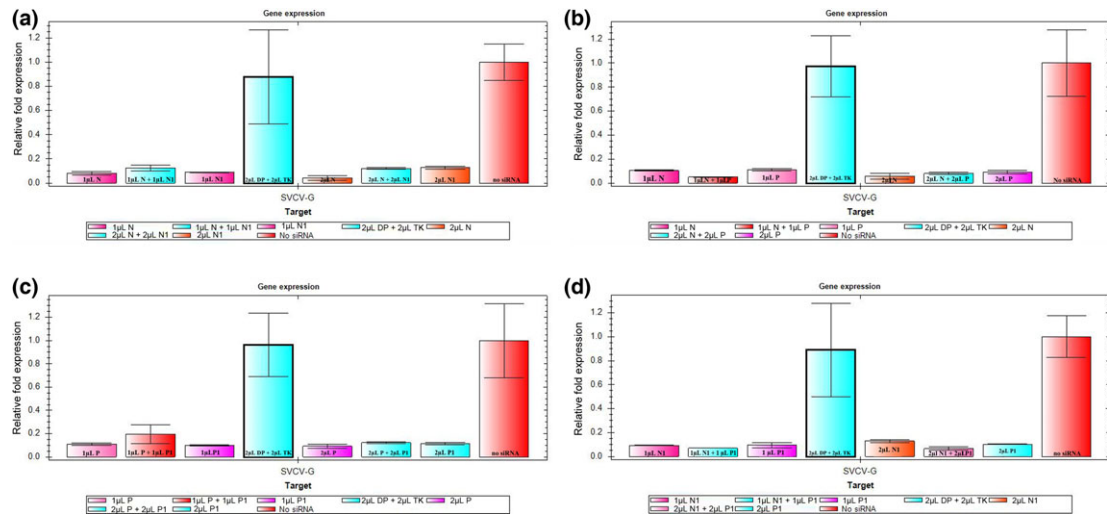 (a)
Gene expression
Relative fold expression
1.2
1.0
0.8
0.6
0.4
0.2
0.0
1μL N
1μL N + 1μL N1
1μL N1
2μL DP + 2μL TK
2μL N
2μL N + 2μL N1
2μL N1
no siRNA
SVCV-G
Target
1μL N 1μL N + 1μL N1 1μL N1 2μL DP + 2μL TK 2μL N
2μL N + 2μL N1 2μL N1 No siRNA
(b)
Gene expression
Relative fold expression
1.2
1.0
0.8
0.6
0.4
0.2
0.0
1μL N
1μL N + 1μL P
1μL P
2μL DP + 2μL TK
2μL N
2μL N + 2μL P
2μL P
No siRNA
SVCV-G
Target
1μL N 1μL N + 1μL P 1μL P 2μL DP + 2μL TK 2μL N
2μL N + 2μL P 2μL P No siRNA
(c)
Gene expression
Relative fold expression
1.2
1.0
0.8
0.6
0.4
0.2
0.0
1μL P
1μL P + 1μL P1
1μL P1
2μL DP + 2μL TK
1μL P
2μL P + 2μL P1
2μL P1
no siRNA
SVCV-G
Target
1μL P 1μL P + 1μL P1 1μL P1 2μL DP + 2μL TK 2μL P
2μL P + 2μL P1 2μL P1 No siRNA
(d)
Gene expression
Relative fold expression
1.2
1.0
0.8
0.6
0.4
0.2
0.0
1μL N1
1μL N1 + 1 μL P1
1 μL P1
2μL DP + 2μL TK
2μL N1
2μl N1 + 2μLP1
2μL P1
no siRNA
SVCV-G
Target
1μL N1 1μL N1 + 1μL P1 1μL P1 2μL DP + 2μL TK 2μL N1
2μL N1 + 2μL P1 2μL P1 No siRNA